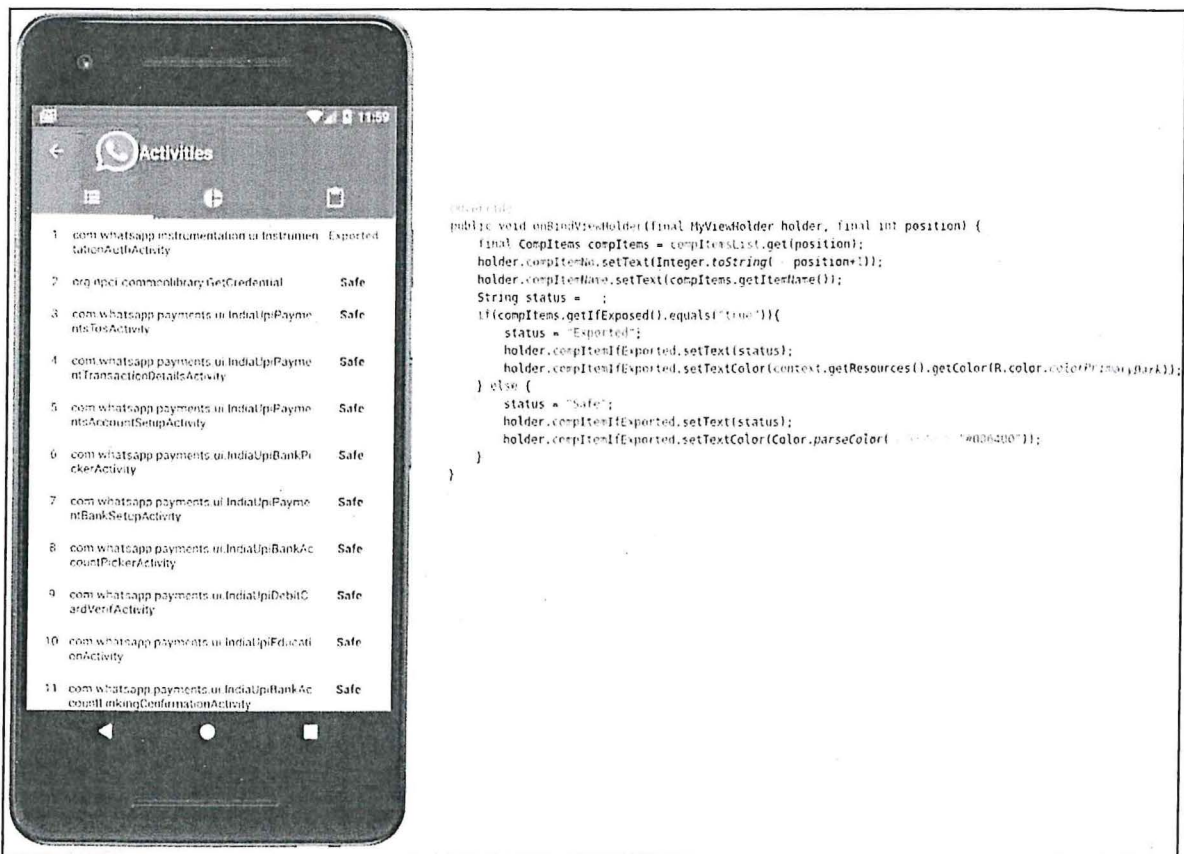 11:59
Activities
1 com.whatsapp.instrumentation.ui.Instrumen Exported
tationAuthActivity
2 org.npci.commonlibrary.GetCredential Safe
3 com.whatsapp.payments.ui.IndiaUpiPayme Safe
ntsTosActivity
4 com.whatsapp.payments.ui.IndiaUpiPayme Safe
ntTransactionDetailsActivity
5 com.whatsapp.payments.ui.IndiaUpiPayme Safe
ntsAccountSetupActivity
6 com.whatsapp.payments.ui.IndiaUpiBankPi Safe
ckerActivity
7 com.whatsapp.payments.ui.IndiaUpiPayme Safe
ntBankSetupActivity
8 com.whatsapp.payments.ui.IndiaUpiBankAc Safe
countPickerActivity
9 com.whatsapp.payments.ui.IndiaUpiDebitC Safe
ardVerifActivity
10 com.whatsapp.payments.ui.IndiaUpiEducati Safe
onActivity
11 com.whatsapp.payments.ui.IndiaUpiBankAc Safe
countLinkingConfirmationActivity
@Override
public void onBindViewHolder(final MyViewHolder holder, final int position) {
final CompItems compItems = compItemsList.get(position);
holder.compItemNo.setText(Integer.toString( position+1));
holder.compItemName.setText(compItems.getItemName());
String status = ;
if(compItems.getIfExposed().equals("true")){
status = "Exported";
holder.compItemIfExported.setText(status);
holder.compItemIfExported.setTextColor(context.getResources().getColor(R.color.colorPrimaryDark));
} else {
status = "Safe";
holder.compItemIfExported.setText(status);
holder.compItemIfExported.setTextColor(Color.parseColor( "#006400"));
}
}